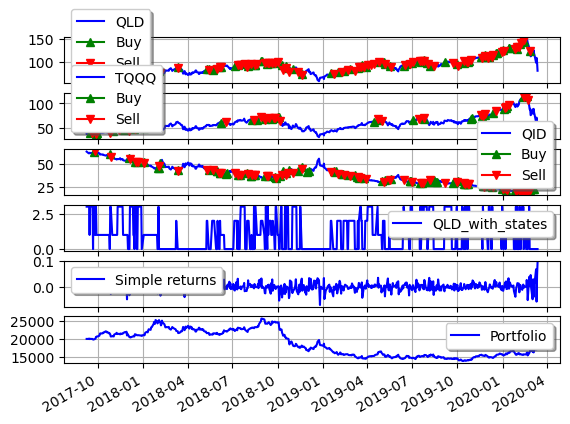 QLD
Buy
Sell
150
100
TQQQ
Buy
Sell
100
50
QID
Buy
Sell
50
25
QLD_with_states
2.5
0.0
Simple returns
0.1
0.0
Portfolio
25000
20000
15000
2017-10
2018-01
2018-04
2018-07
2018-10
2019-01
2019-04
2019-07
2019-10
2020-01
2020-04